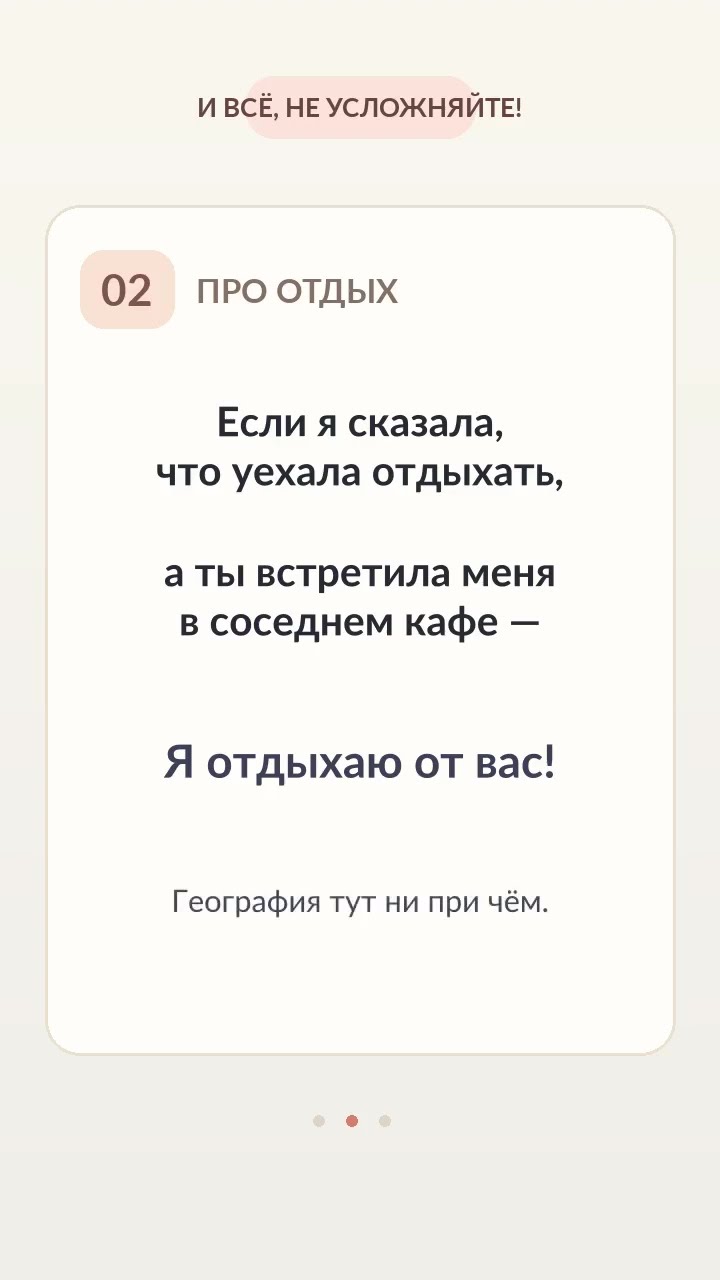 И ВСЁ, НЕ УСЛОЖНЯЙТЕ!
02 ПРО ОТДЫХ
Если я сказала,
что уехала отдыхать,
а ты встретила меня
в соседнем кафе —
Я отдыхаю от вас!
География тут ни при чём.